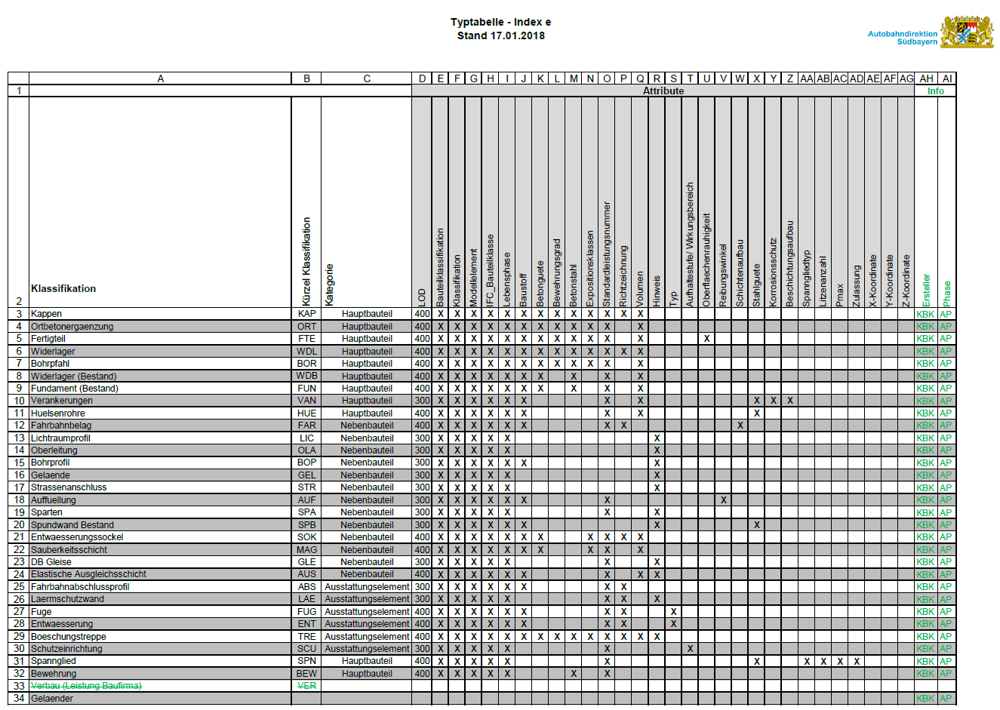 Typtabelle - Index e
Stand 17.01.2018
Autobahndirektion
Südbayern
A B C D E F G H I J K L M N O P Q R S T U V W X Y Z AA AB AC AD AE AF AG AH AI
1 Attribute Info
2 Klassifikation Kürzel Klassifikation Kategorie LOD Bauteilklassifikation Klassifikation Modellelement IFC_Bauteilklasse Lebensphase Baustoff Betonguete Bewehrungsgrad Betonstahl Expositionsklassen Standardleistungsnummer Richtzeichnung Volumen Hinweis Typ Aufhaltestufe/ Wirkungsbereich Oberflaechenrauhigkeit Reibungswinkel Schichtenaufbau Stahlguete Korrosionsschutz Beschichtungsaufbau Spanngliedtyp Litzenanzahl Pmax Zulassung X-Koordinate Y-Koordinate Z-Koordinate Ersteller Phase
3 Kappen KAP Hauptbauteil 400 X X X X X X X X X X X X X KBK AP
4 Ortbetonergaenzung ORT Hauptbauteil 400 X X X X X X X X X X X X KBK AP
5 Fertigteil FTE Hauptbauteil 400 X X X X X X X X X X X X X KBK AP
6 Widerlager WDL Hauptbauteil 400 X X X X X X X X X X X X X KBK AP
7 Bohrpfahl BOR Hauptbauteil 400 X X X X X X X X X X X X KBK AP
8 Widerlager (Bestand) WDB Hauptbauteil 400 X X X X X X X X X X KBK AP
9 Fundament (Bestand) FUN Hauptbauteil 400 X X X X X X X X X X KBK AP
10 Verankerungen VAN Hauptbauteil 300 X X X X X X X X X X X KBK AP
11 Huelsenrohre HUE Hauptbauteil 400 X X X X X X X X X KBK AP
12 Fahrbahnbelag FAR Nebenbauteil 400 X X X X X X X X X KBK AP
13 Lichtraumprofil LIC Nebenbauteil 300 X X X X X X KBK AP
14 Oberleitung OLA Nebenbauteil 300 X X X X X X KBK AP
15 Bohrprofil BOP Nebenbauteil 300 X X X X X X X KBK AP
16 Gelaende GEL Nebenbauteil 300 X X X X X X KBK AP
17 Strassenanschluss STR Nebenbauteil 300 X X X X X X KBK AP
18 Auffuellung AUF Nebenbauteil 300 X X X X X X X X KBK AP
19 Sparten SPA Nebenbauteil 300 X X X X X X X KBK AP
20 Spundwand Bestand SPB Nebenbauteil 300 X X X X X X X X KBK AP
21 Entwaesserungssockel SOK Nebenbauteil 400 X X X X X X X X X X X KBK AP
22 Sauberkeitsschicht MAG Nebenbauteil 400 X X X X X X X X X X KBK AP
23 DB Gleise GLE Nebenbauteil 300 X X X X X X X KBK AP
24 Elastische Ausgleichsschicht AUS Nebenbauteil 400 X X X X X X X X X KBK AP
25 Fahrbahnabschlussprofil ABS Ausstattungselement 300 X X X X X X X X KBK AP
26 Laermschutzwand LAE Ausstattungselement 300 X X X X X X X X KBK AP
27 Fuge FUG Ausstattungselement 400 X X X X X X X X X KBK AP
28 Entwaesserung ENT Ausstattungselement 400 X X X X X X X X X KBK AP
29 Boeschungstreppe TRE Ausstattungselement 400 X X X X X X X X X X X X X X KBK AP
30 Schutzeinrichtung SCU Ausstattungselement 300 X X X X X X X KBK AP
31 Spannglied SPN Hauptbauteil 400 X X X X X X X X X X X KBK AP
32 Bewehrung BEW Hauptbauteil 400 X X X X X X X KBK AP
33 Verbau (Leistung Baufirma) VER
34 Gelaender KBK AP